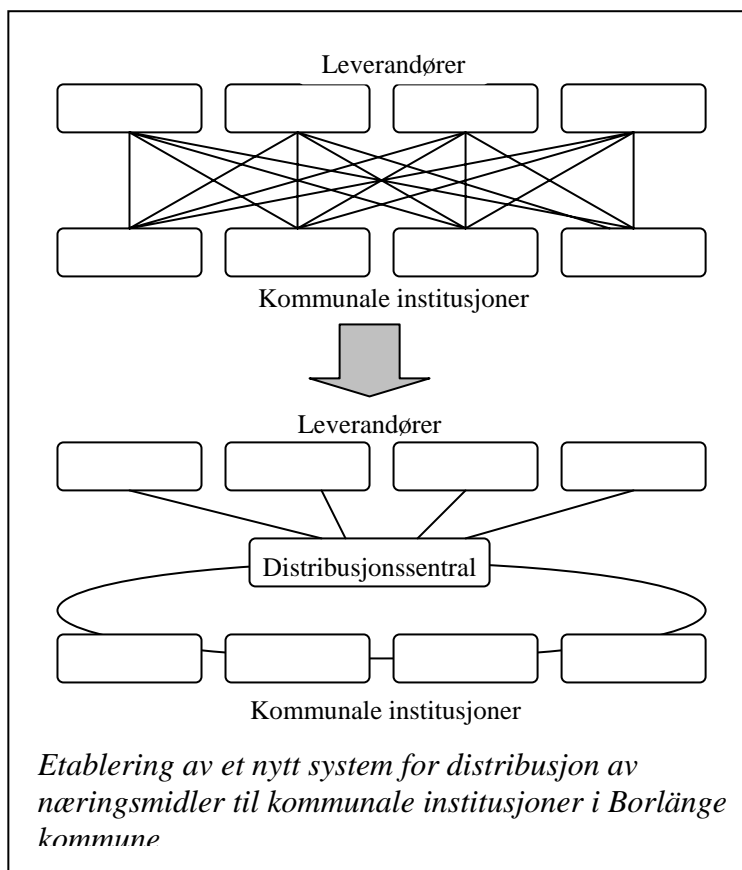 Leverandører
Kommunale institusjoner
Leverandører
Distribusjonssentral
Kommunale institusjoner
Etablering av et nytt system for distribusjon av
næringsmidler til kommunale institusjoner i Borlänge
kommune